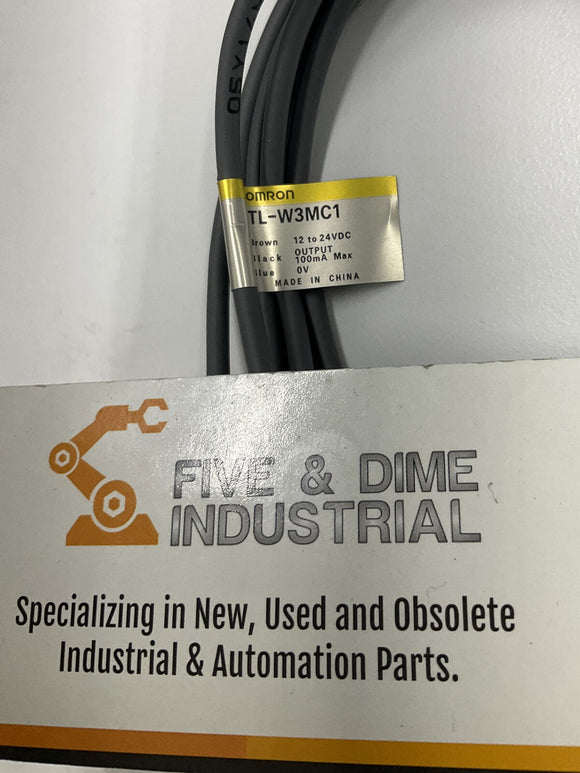 OMRON
TL-W3MC1
Brown 12 to 24VDC
Black OUTPUT 100mA Max
Blue 0V
MADE IN CHINA
FIVE & DIME
INDUSTRIAL
Specializing in New, Used and Obsolete
Industrial & Automation Parts.